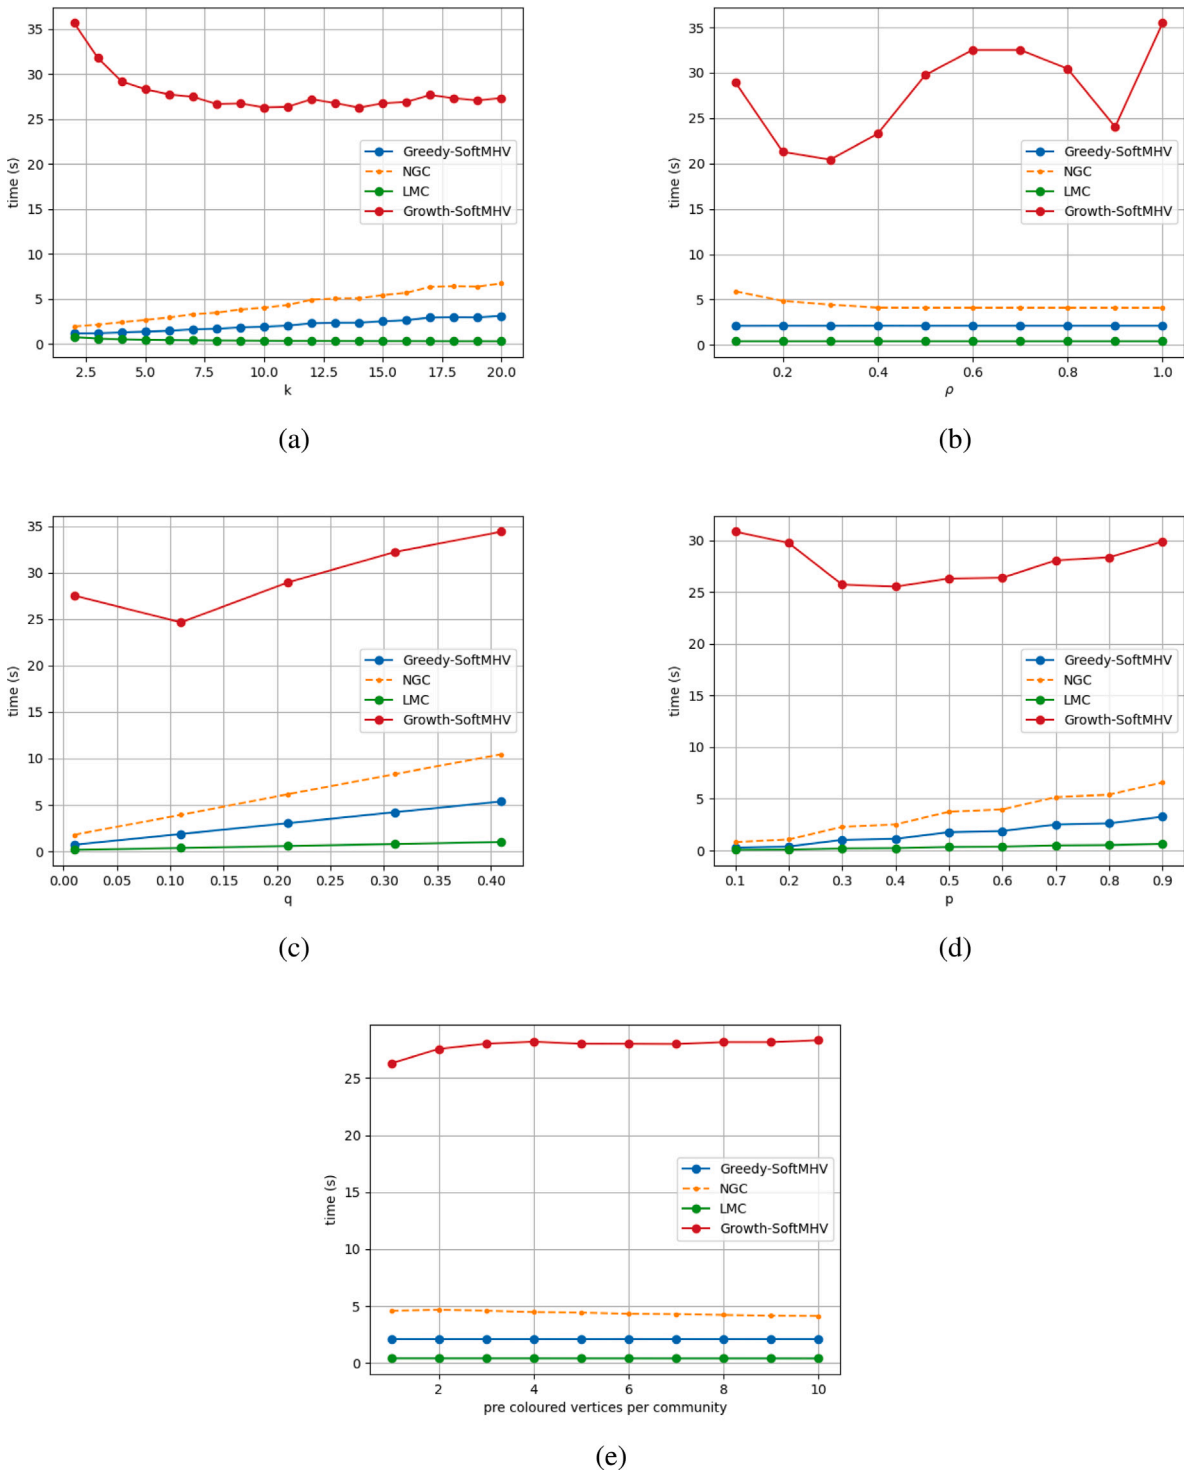 35
30
25
20
15
10
5
0
time (s)
Greedy-SoftMHV
NGC
LMC
Growth-SoftMHV
2.5 5.0 7.5 10.0 12.5 15.0 17.5 20.0
k
(a)
35
30
25
20
15
10
5
0
time (s)
Greedy-SoftMHV
NGC
LMC
Growth-SoftMHV
0.2 0.4 0.6 0.8 1.0
ρ
(b)
35
30
25
20
15
10
5
0
time (s)
Greedy-SoftMHV
NGC
LMC
Growth-SoftMHV
0.00 0.05 0.10 0.15 0.20 0.25 0.30 0.35 0.40
q
(c)
30
25
20
15
10
5
0
time (s)
Greedy-SoftMHV
NGC
LMC
Growth-SoftMHV
0.1 0.2 0.3 0.4 0.5 0.6 0.7 0.8 0.9
p
(d)
25
20
15
10
5
0
time (s)
Greedy-SoftMHV
NGC
LMC
Growth-SoftMHV
2 4 6 8 10
pre coloured vertices per community
(e)